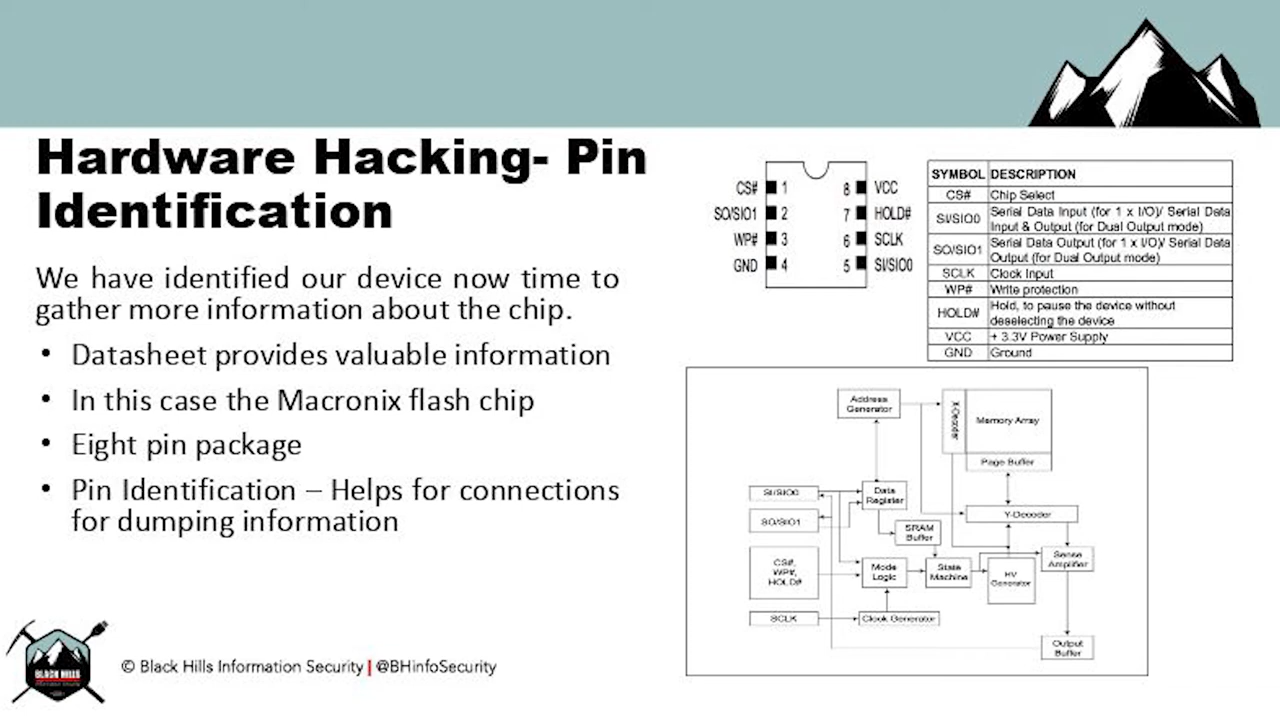 Hardware Hacking- Pin
Identification
We have identified our device now time to
gather more information about the chip.
• Datasheet provides valuable information
• In this case the Macronix flash chip
• Eight pin package
• Pin Identification – Helps for connections
for dumping information
CS# 1 8 VCC
SO/SIO1 2 7 HOLD#
WP# 3 6 SCLK
GND 4 5 SI/SIO0
SYMBOL DESCRIPTION
CS# Chip Select
SI/SIO0 Serial Data Input (for 1 x I/O)/ Serial Data
Input & Output (for Dual Output mode)
SO/SIO1 Serial Data Output (for 1 x I/O)/ Serial Data
Output (for Dual Output mode)
SCLK Clock Input
WP# Write protection
HOLD# Hold, to pause the device without
deselecting the device
VCC + 3.3V Power Supply
GND Ground
Address
Generator
X-Decoder
Memory Array
Page Buffer
SI/SIO0
Data
Register
SO/SIO1
Y-Decoder
SRAM
Buffer
CS#,
WP#,
HOLD#
Mode
Logic
State
Machine
HV
Generator
Sense
Amplifier
SCLK
Clock Generator
Output
Buffer
BLACK HILLS
© Black Hills Information Security | @BHinfoSecurity